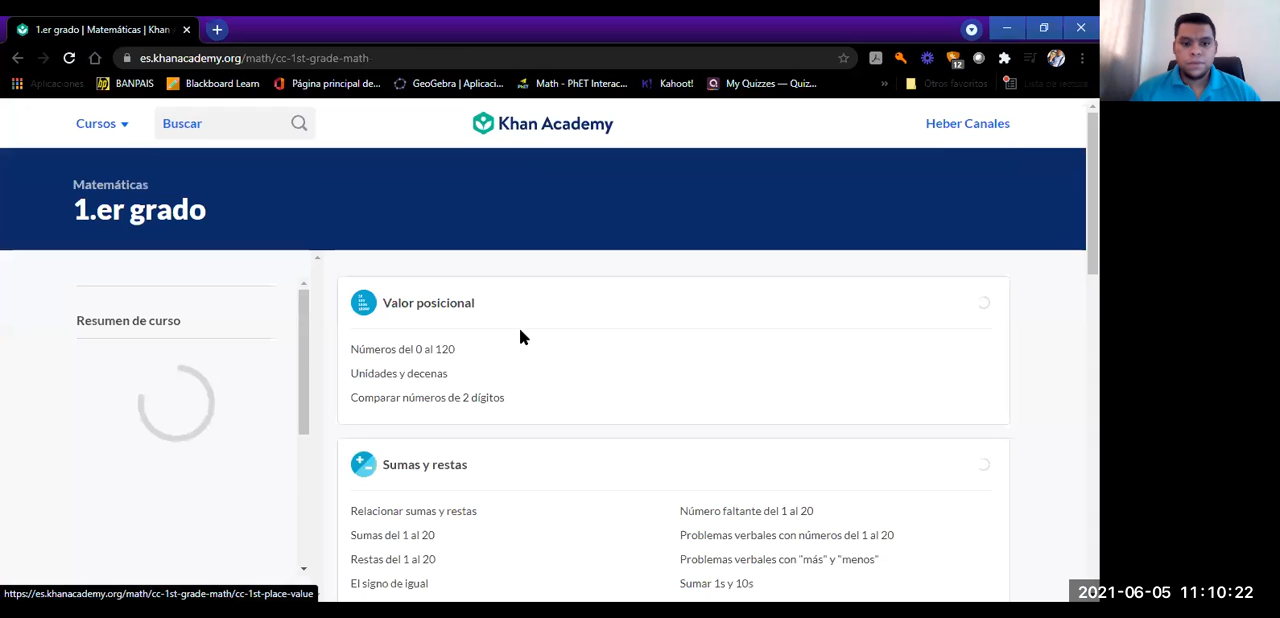 1.er grado | Matemáticas | Khan
es.khanacademy.org/math/cc-1st-grade-math
12
Aplicaciones
BANPAIS
Blackboard Learn
Página principal de...
GeoGebra | Aplicaci...
Math - PhET Interac...
Kahoot!
My Quizzes — Quiz...
»
Otros favoritos
Lista de lectura
Cursos
Buscar
Khan Academy
Heber Canales
Matemáticas
1.er grado
Resumen de curso
Valor posicional
Números del 0 al 120
Unidades y decenas
Comparar números de 2 dígitos
Sumas y restas
Relacionar sumas y restas
Número faltante del 1 al 20
Sumas del 1 al 20
Problemas verbales con números del 1 al 20
Restas del 1 al 20
Problemas verbales con "más" y "menos"
El signo de igual
Sumar 1s y 10s
https://es.khanacademy.org/math/cc-1st-grade-math/cc-1st-place-value
2021-06-05 11:10:22